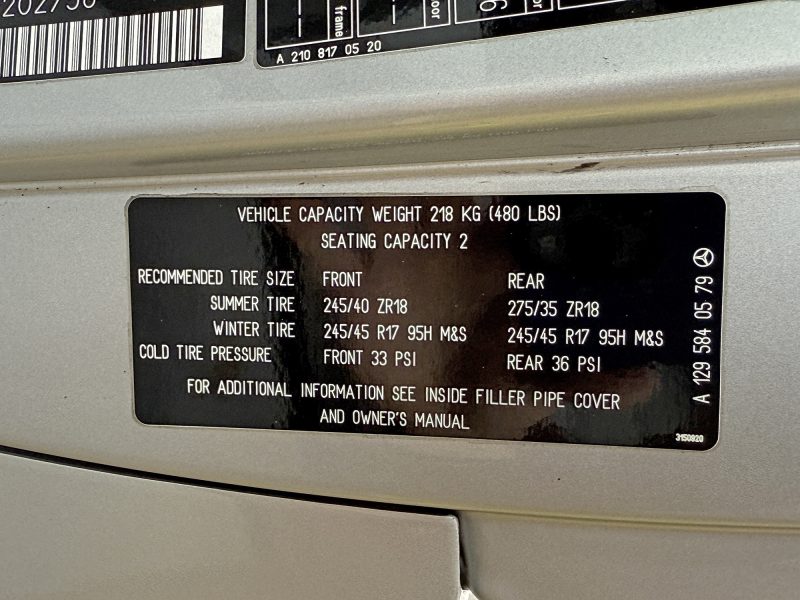 202750
frame
A 210 817 05 20
VEHICLE CAPACITY WEIGHT 218 KG (480 LBS)
SEATING CAPACITY 2
RECOMMENDED TIRE SIZE FRONT REAR
SUMMER TIRE 245/40 ZR18 275/35 ZR18
WINTER TIRE 245/45 R17 95H M&S 245/45 R17 95H M&S
COLD TIRE PRESSURE FRONT 33 PSI REAR 36 PSI
FOR ADDITIONAL INFORMATION SEE INSIDE FILLER PIPE COVER
AND OWNER'S MANUAL
A 129 584 05 79
3150920